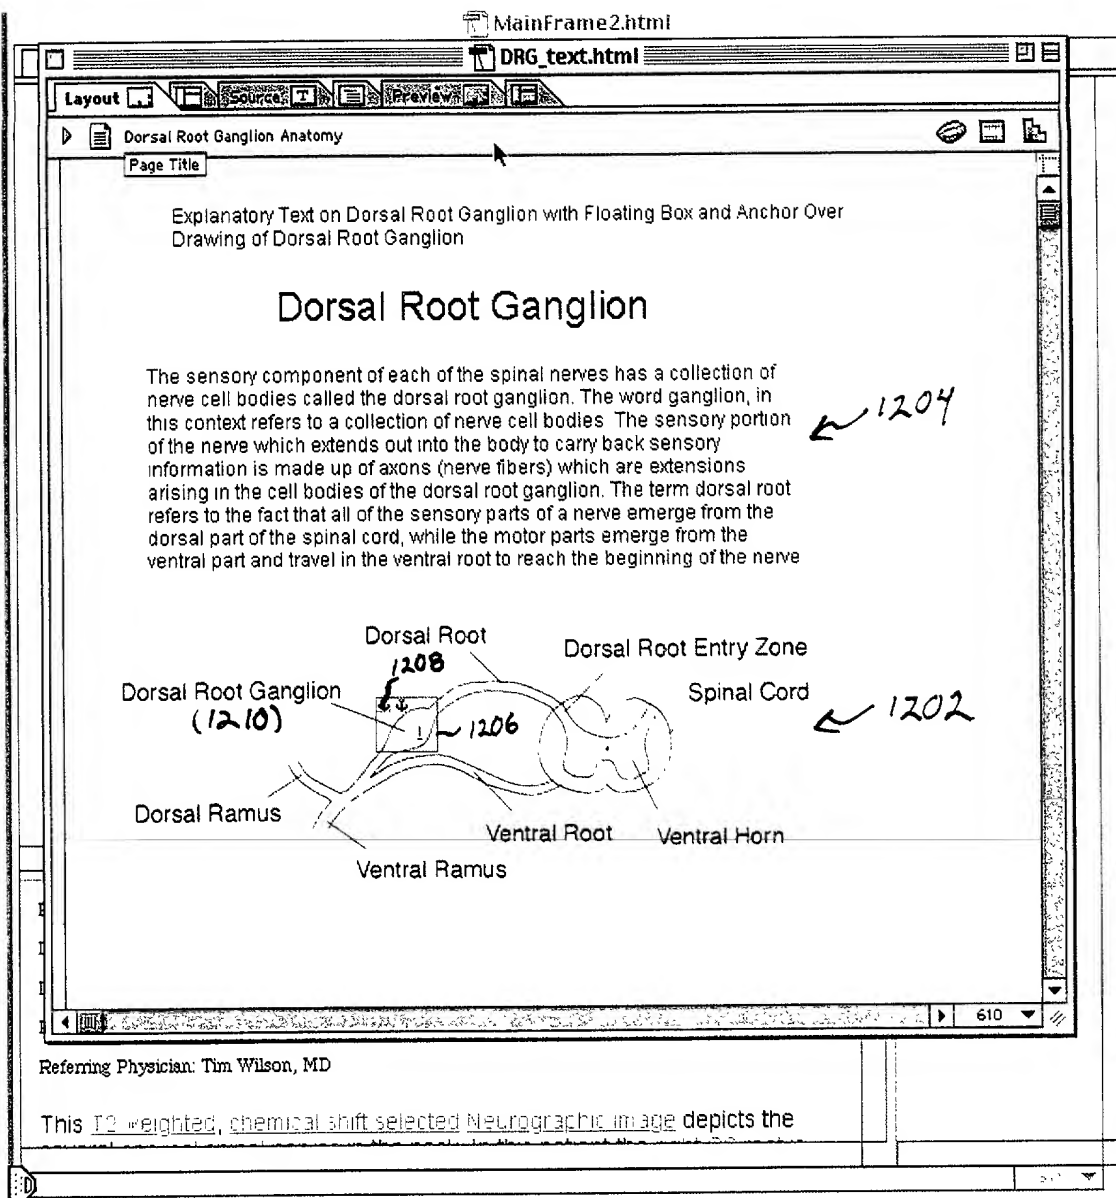 MainFrame2.html
DRG_text.html
Layout Source Preview
Dorsal Root Ganglion Anatomy
Page Title
Explanatory Text on Dorsal Root Ganglion with Floating Box and Anchor Over
Drawing of Dorsal Root Ganglion
Dorsal Root Ganglion
The sensory component of each of the spinal nerves has a collection of
nerve cell bodies called the dorsal root ganglion. The word ganglion, in
this context refers to a collection of nerve cell bodies The sensory portion
of the nerve which extends out into the body to carry back sensory
information is made up of axons (nerve fibers) which are extensions
arising in the cell bodies of the dorsal root ganglion. The term dorsal root
refers to the fact that all of the sensory parts of a nerve emerge from the
dorsal part of the spinal cord, while the motor parts emerge from the
ventral part and travel in the ventral root to reach the beginning of the nerve
1204
Dorsal Root
Dorsal Root Entry Zone
1208
Dorsal Root Ganglion
(1210)
Spinal Cord
1202
1
1206
Dorsal Ramus
Ventral Root
Ventral Horn
Ventral Ramus
610
Referring Physician: Tim Wilson, MD
This T2 weighted, chemical shift selected Neurographic image depicts the